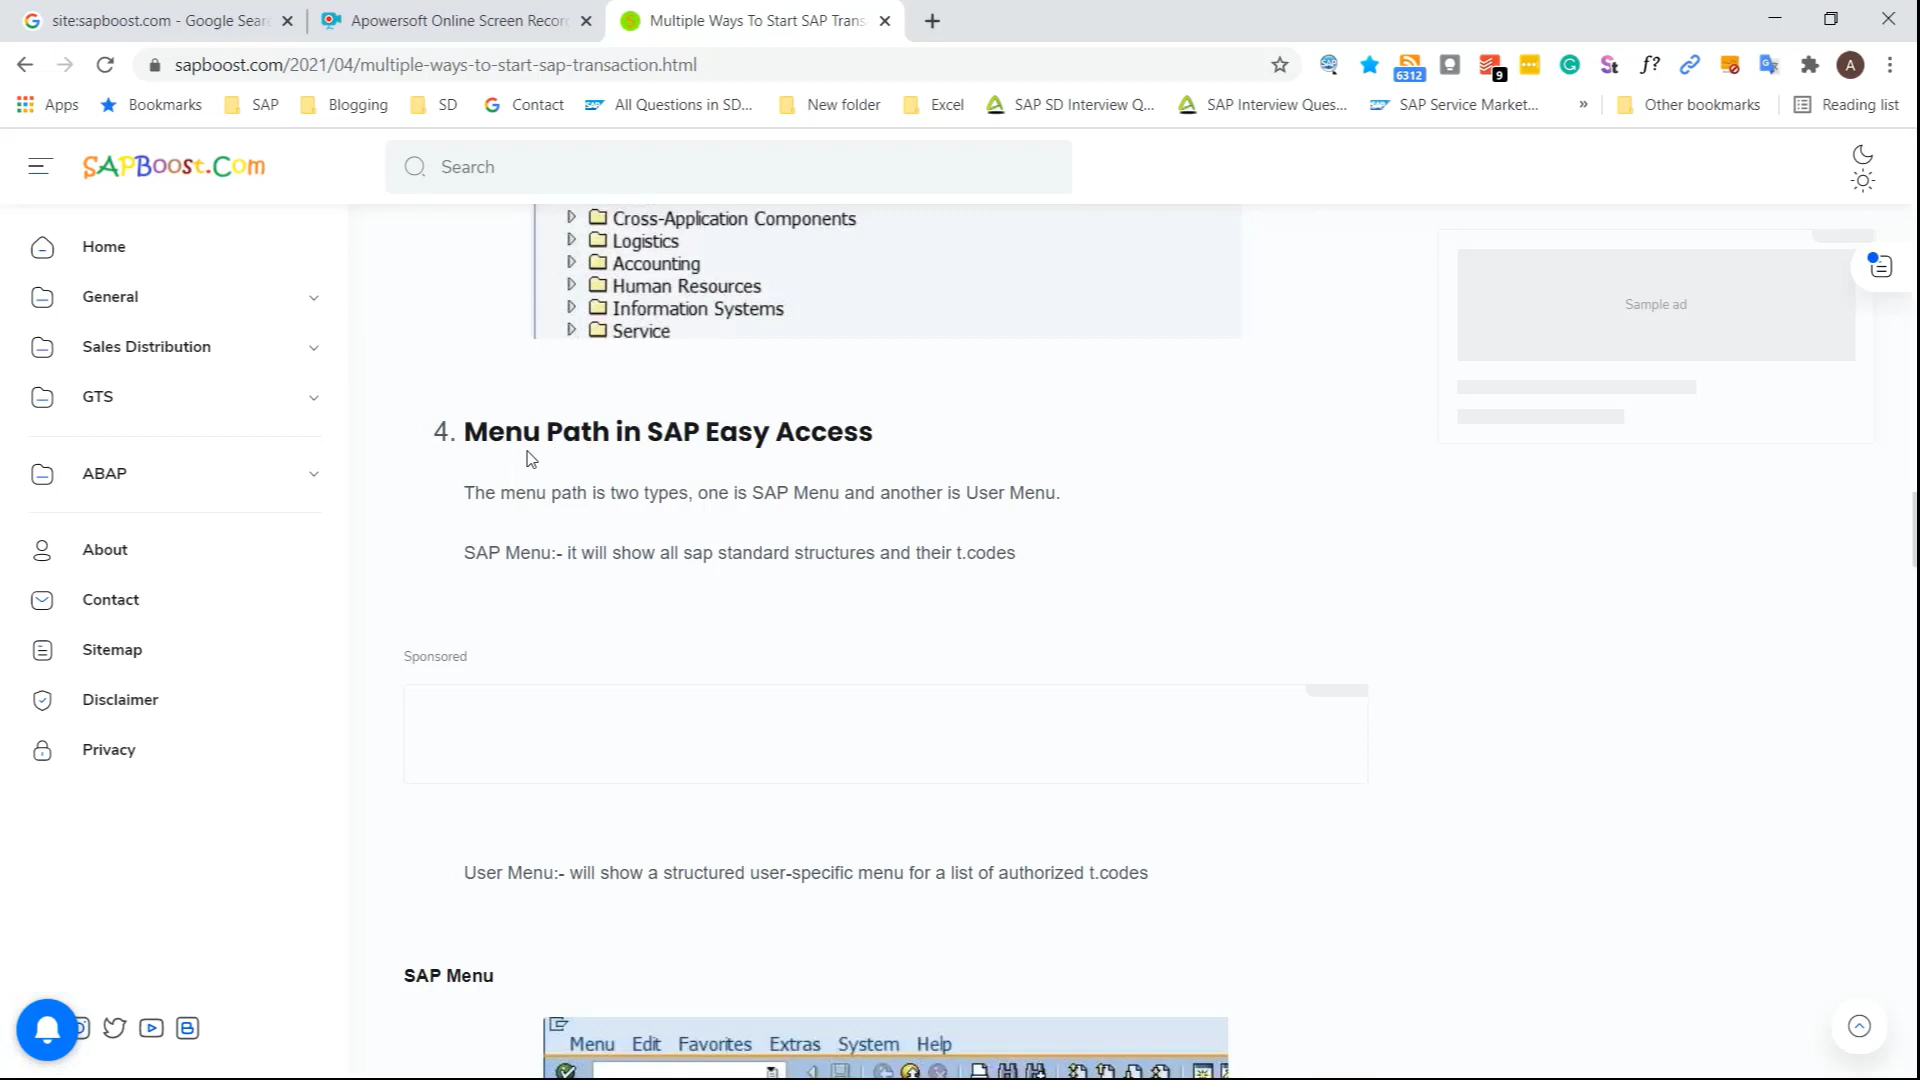 site:sapboost.com - Google Sear
Apowersoft Online Screen Recor
Multiple Ways To Start SAP Trans
sapboost.com/2021/04/multiple-ways-to-start-sap-transaction.html
6312
9
St
f?
A
Apps
Bookmarks
SAP
Blogging
SD
Contact
All Questions in SD...
New folder
Excel
SAP SD Interview Q...
SAP Interview Ques...
SAP Service Market...
»
Other bookmarks
Reading list
SAPBoost.Com
Search
Home
General
Sales Distribution
GTS
ABAP
About
Contact
Sitemap
Disclaimer
Privacy
Cross-Application Components
Logistics
Accounting
Human Resources
Information Systems
Service
Sample ad
4. Menu Path in SAP Easy Access
The menu path is two types, one is SAP Menu and another is User Menu.
SAP Menu:- it will show all sap standard structures and their t.codes
Sponsored
User Menu:- will show a structured user-specific menu for a list of authorized t.codes
SAP Menu
Menu Edit Favorites Extras System Help